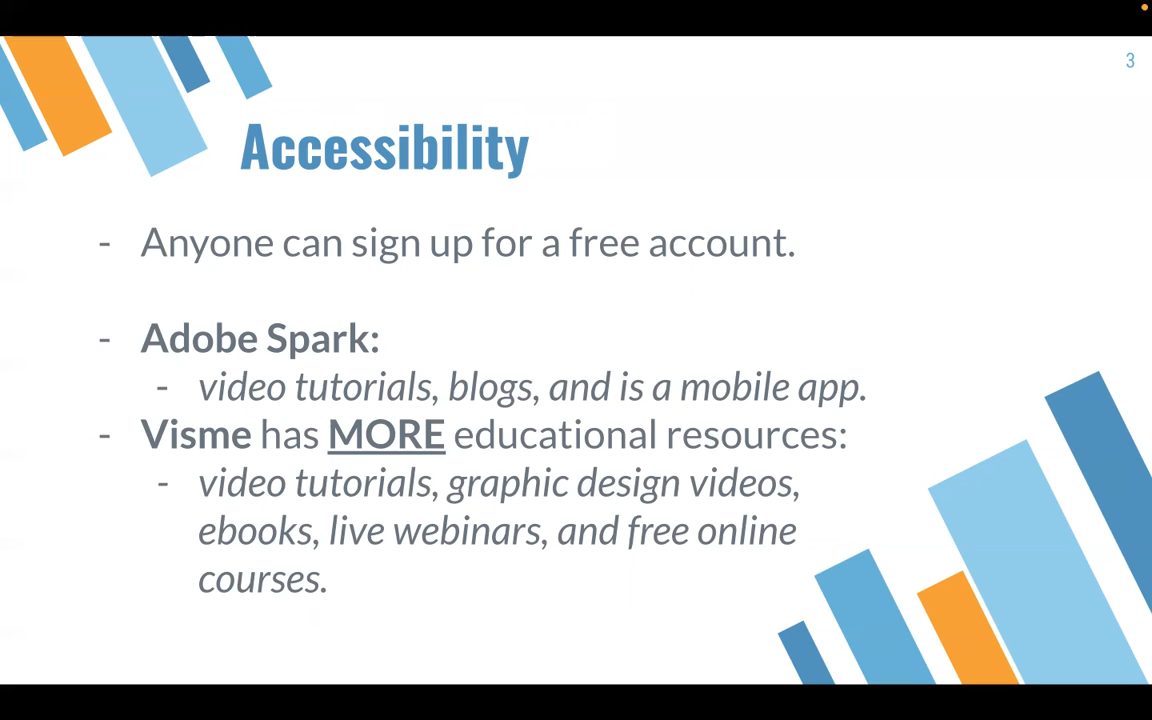 3
Accessibility
- Anyone can sign up for a free account.
- Adobe Spark:
- video tutorials, blogs, and is a mobile app.
- Visme has MORE educational resources:
- video tutorials, graphic design videos,
ebooks, live webinars, and free online
courses.